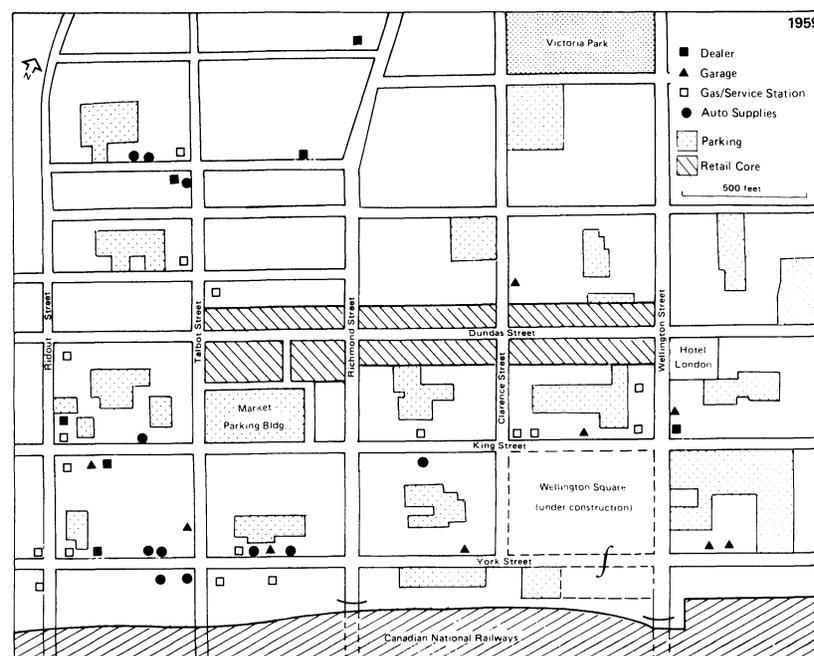 1959
N
Victoria Park
Dealer
Garage
Gas/Service Station
Auto Supplies
Parking
Retail Core
500 feet
Ridout Street
Talbot Street
Richmond Street
Clarence Street
Wellington Street
Dundas Street
Hotel
London
Market
Parking Bldg.
King Street
Wellington Square
(under construction)
York Street
Canadian National Railways